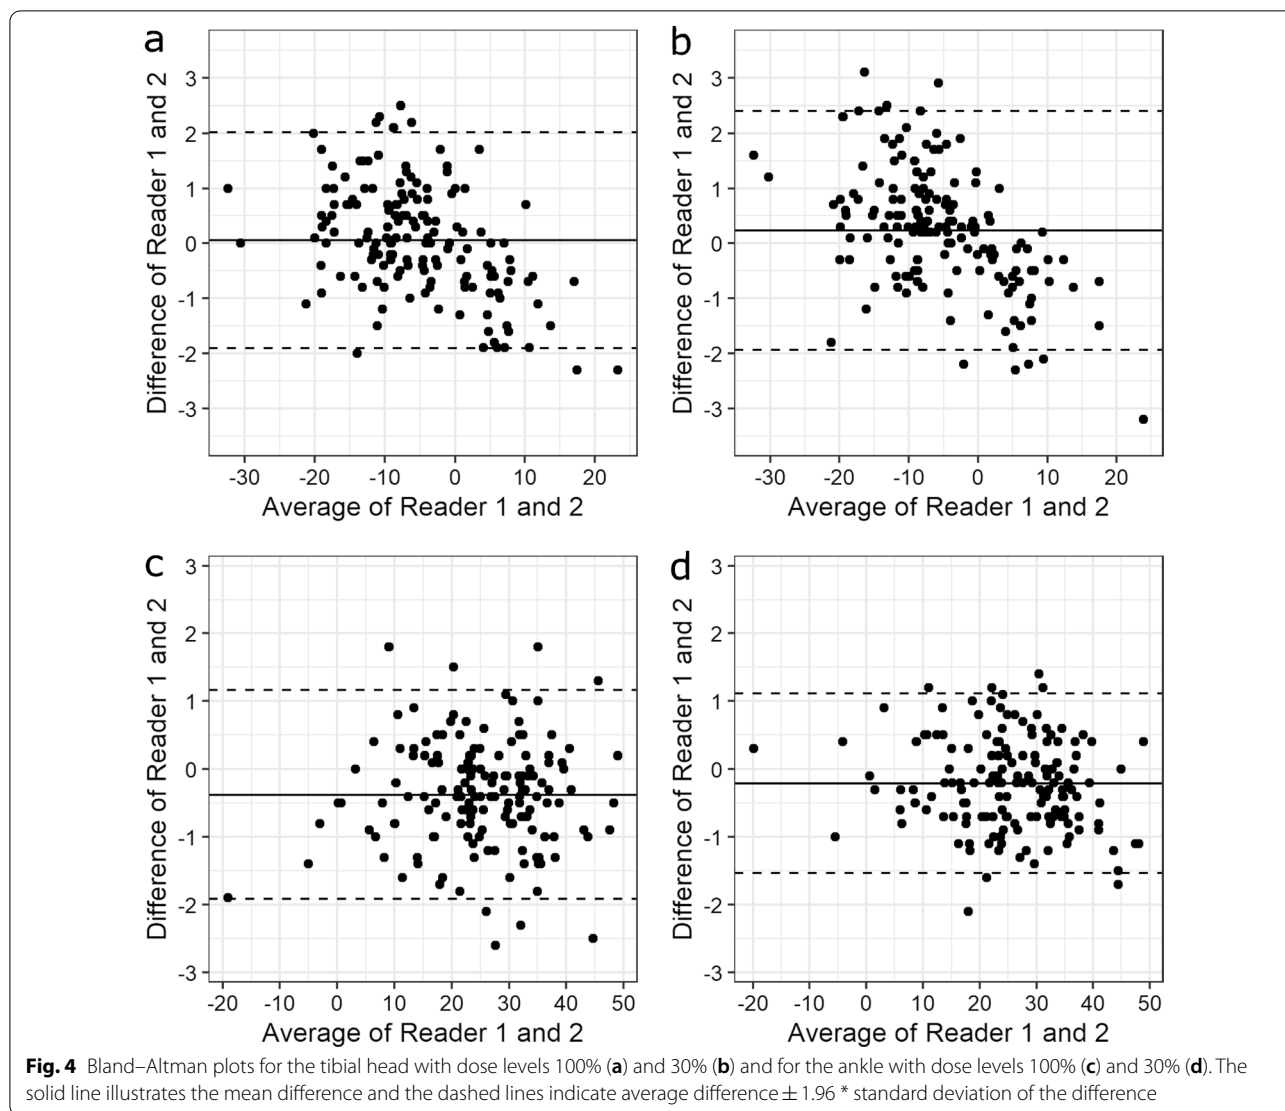 a
Difference of Reader 1 and 2
3
2
1
0
-1
-2
-3
-30 -20 -10 0 10 20
Average of Reader 1 and 2
b
Difference of Reader 1 and 2
3
2
1
0
-1
-2
-3
-30 -20 -10 0 10 20
Average of Reader 1 and 2
c
Difference of Reader 1 and 2
3
2
1
0
-1
-2
-3
-20 -10 0 10 20 30 40 50
Average of Reader 1 and 2
d
Difference of Reader 1 and 2
3
2
1
0
-1
-2
-3
-20 -10 0 10 20 30 40 50
Average of Reader 1 and 2
Fig. 4 Bland–Altman plots for the tibial head with dose levels 100% (a) and 30% (b) and for the ankle with dose levels 100% (c) and 30% (d). The
solid line illustrates the mean difference and the dashed lines indicate average difference ± 1.96 * standard deviation of the difference